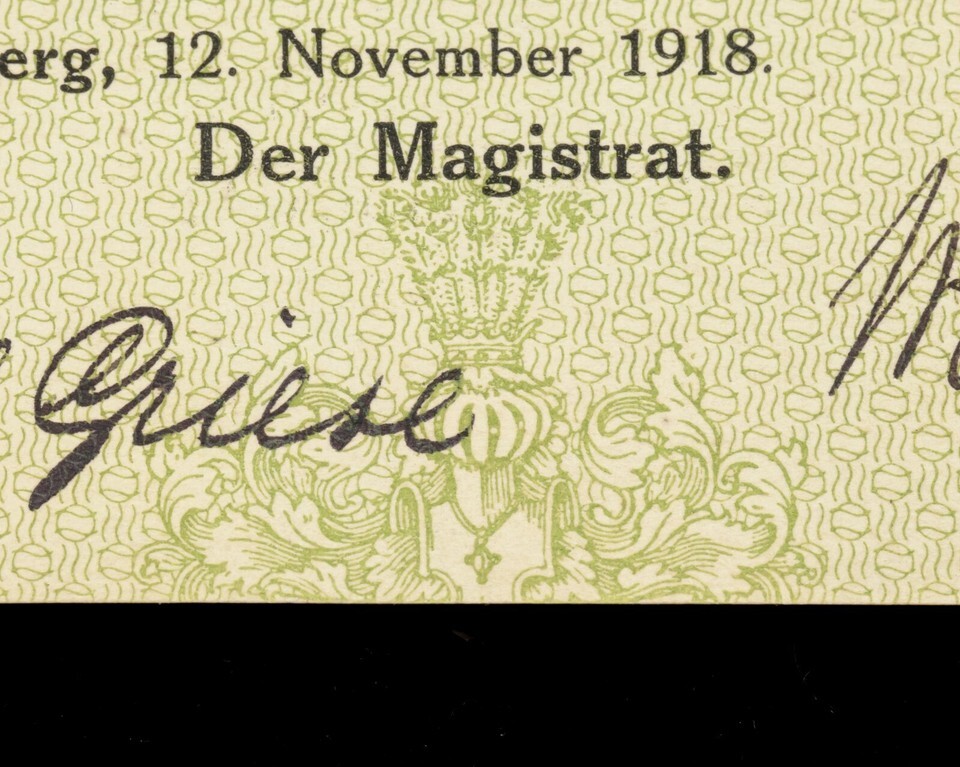 erg, 12. November 1918.
Der Magistrat.
Griese